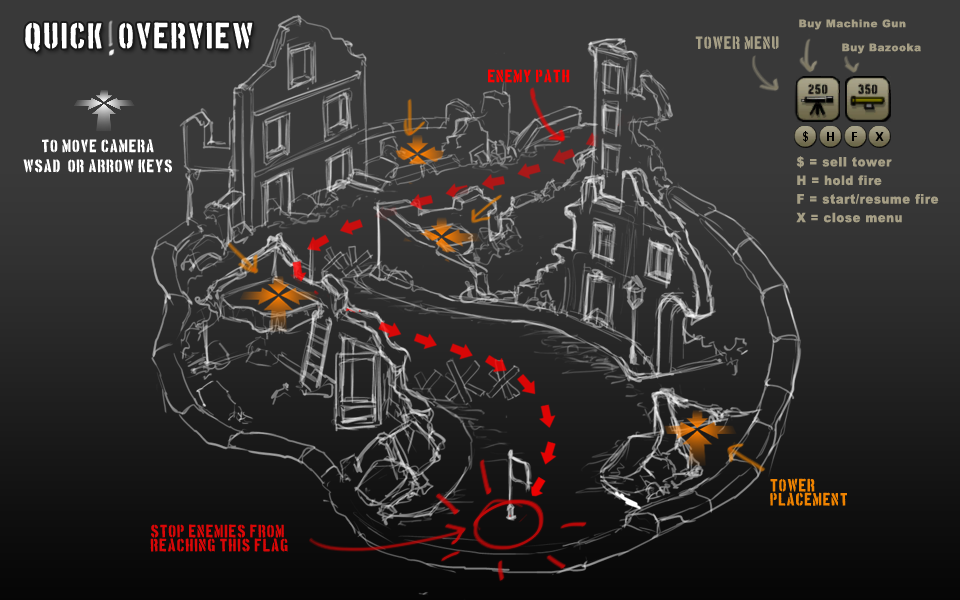 QUICK!OVERVIEW
TO MOVE CAMERA
WSAD OR ARROW KEYS
ENEMY PATH
TOWER MENU
Buy Machine Gun
Buy Bazooka
250
350
$ H F X
$ = sell tower
H = hold fire
F = start/resume fire
X = close menu
TOWER
PLACEMENT
STOP ENEMIES FROM
REACHING THIS FLAG